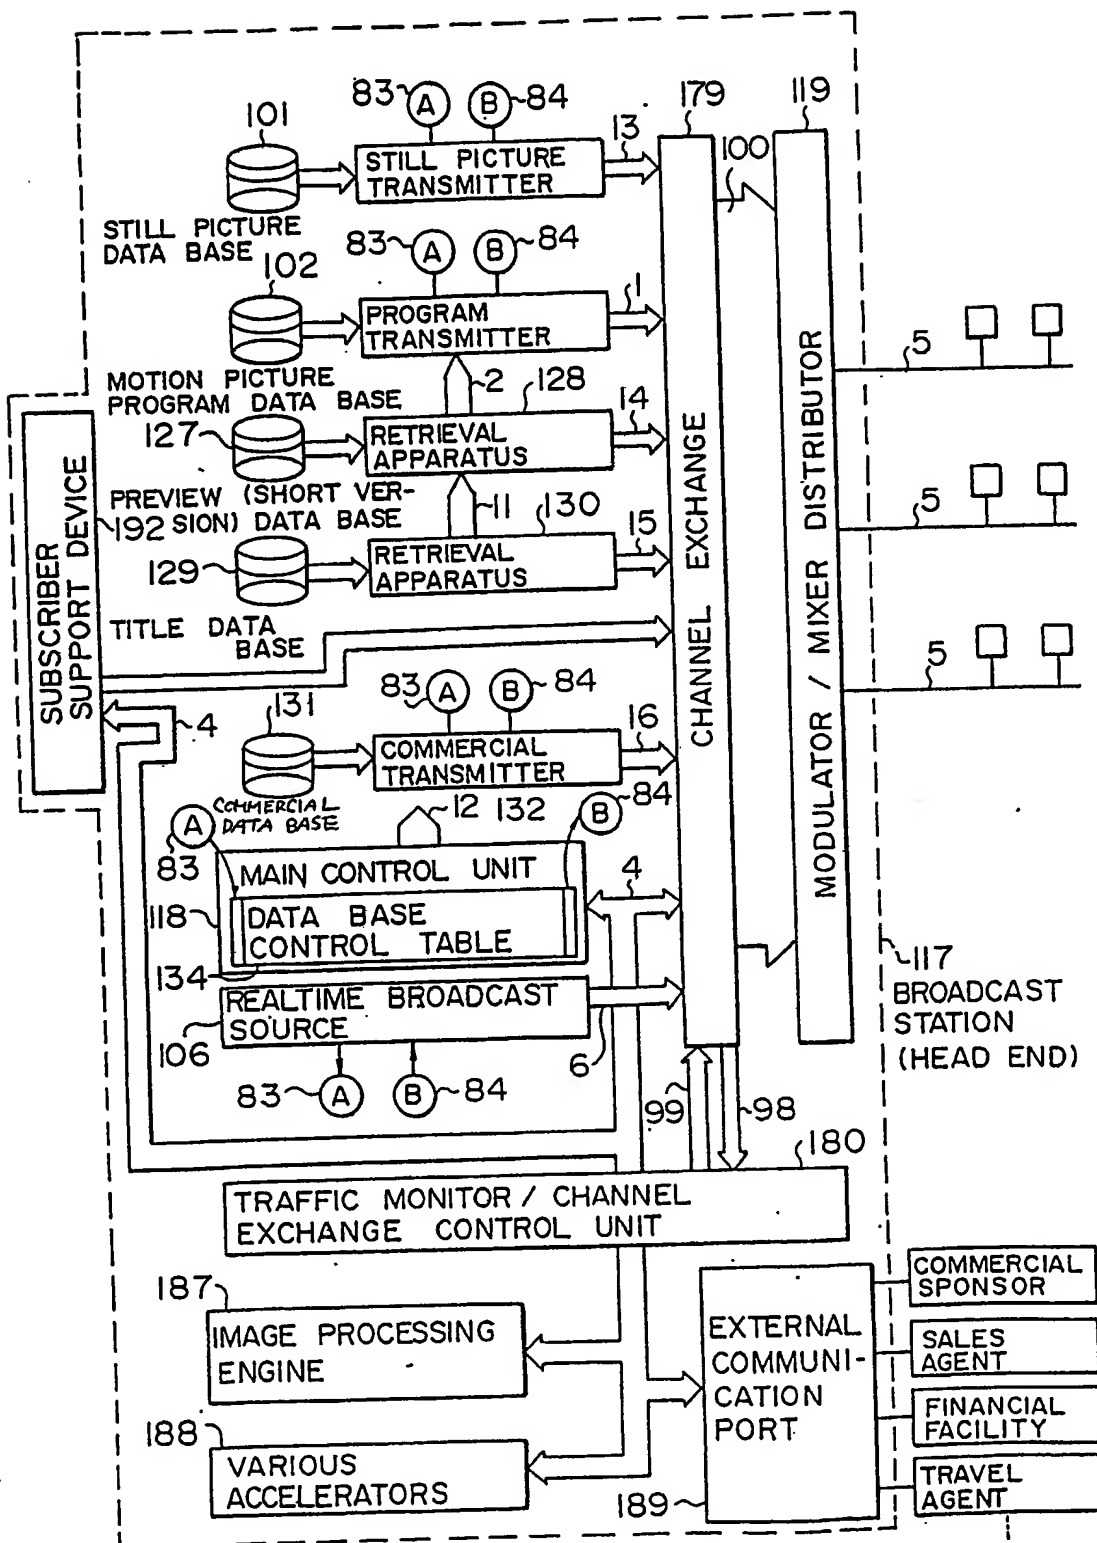 83
A
B
84
179
119
101
13
100
STILL PICTURE
TRANSMITTER
STILL PICTURE
DATA BASE
83
A
B
84
102
1
PROGRAM
TRANSMITTER
MOTION PICTURE
PROGRAM DATA BASE
2
128
14
127
RETRIEVAL
APPARATUS
PREVIEW (SHORT VER-
SION) DATA BASE
192
11
130
15
129
RETRIEVAL
APPARATUS
TITLE DATA
BASE
SUBSCRIBER
SUPPORT DEVICE
4
CHANNEL EXCHANGE
MODULATOR / MIXER DISTRIBUTOR
5
5
5
83
A
B
84
131
16
COMMERCIAL
TRANSMITTER
COMMERCIAL
DATA BASE
12
132
84
B
A
83
MAIN CONTROL UNIT
118
DATA BASE
CONTROL TABLE
134
4
REALTIME BROADCAST
SOURCE
106
6
83
A
B
84
99
98
117
BROADCAST
STATION
(HEAD END)
180
TRAFFIC MONITOR / CHANNEL
EXCHANGE CONTROL UNIT
187
IMAGE PROCESSING
ENGINE
188
VARIOUS
ACCELERATORS
EXTERNAL
COMMUNI-
CATION
PORT
189
COMMERCIAL
SPONSOR
SALES
AGENT
FINANCIAL
FACILITY
TRAVEL
AGENT